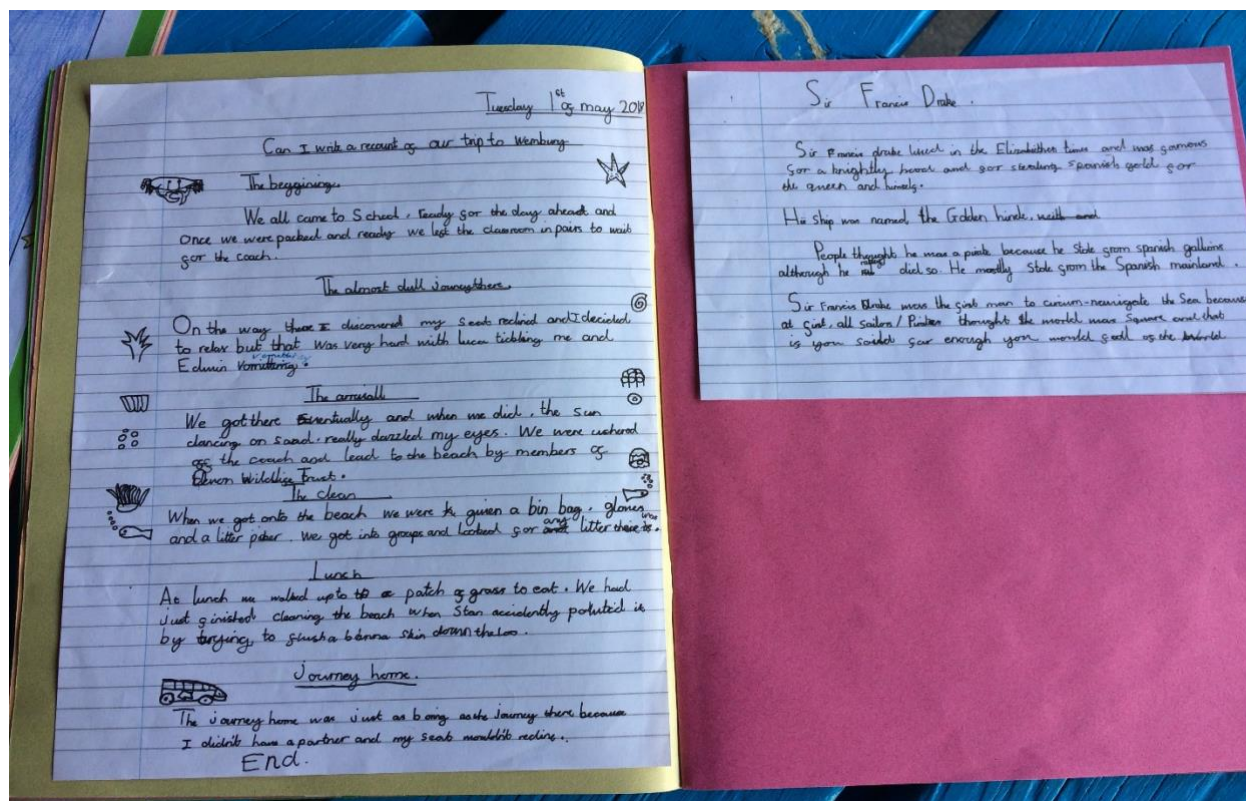 Tuesday 1st of may 2018
Can I write a recount of our trip to Wembury
The beggining.
We all came to School, ready for the day ahead and
Once we were packed and ready we left the classroom in pairs to wait
for the coach.
The almost dull Journey there.
On the way there I discovered my seat reclined and I decided
to relax but that was very hard with luca tickling me and
Edwin vomitting.
The arrivall
We got there eventually and when we did, the sun
dancing on sand. really dazzled my eyes. We were ushered
off the coach and lead to the beach by members of
Devon Wildlife Trust.
The clean
When we got onto the beach we were given a bin bag, gloves
and a litter picker. We got into groups and looked for any litter there was.
Lunch
As lunch we walked up to a patch of grass to eat. We had
Just finished cleaning the beach when Stan accidently polluted it
by trying to flush a banna skin down the loo.
Journey home.
The journey home was just as boing as the journey there because
I didn't have a partner and my seat wouldn't recline.
End.
Sir Francis Drake.
Sir Francis drake lived in the Elizabethan times and was famous
for a knightly and for stealing Spanish gold for
the queen and himself.
His ship was named the Golden hinde. with and
People thought he was a pirate because he stole from spanish
although he did so. He mostly stole from the Spanish mainland.
Sir Francis Drake was the first man to circum-navigate the Sea because
at first, all sailors/Pirates thought the world was square and that
if you far enough you would fall of the world